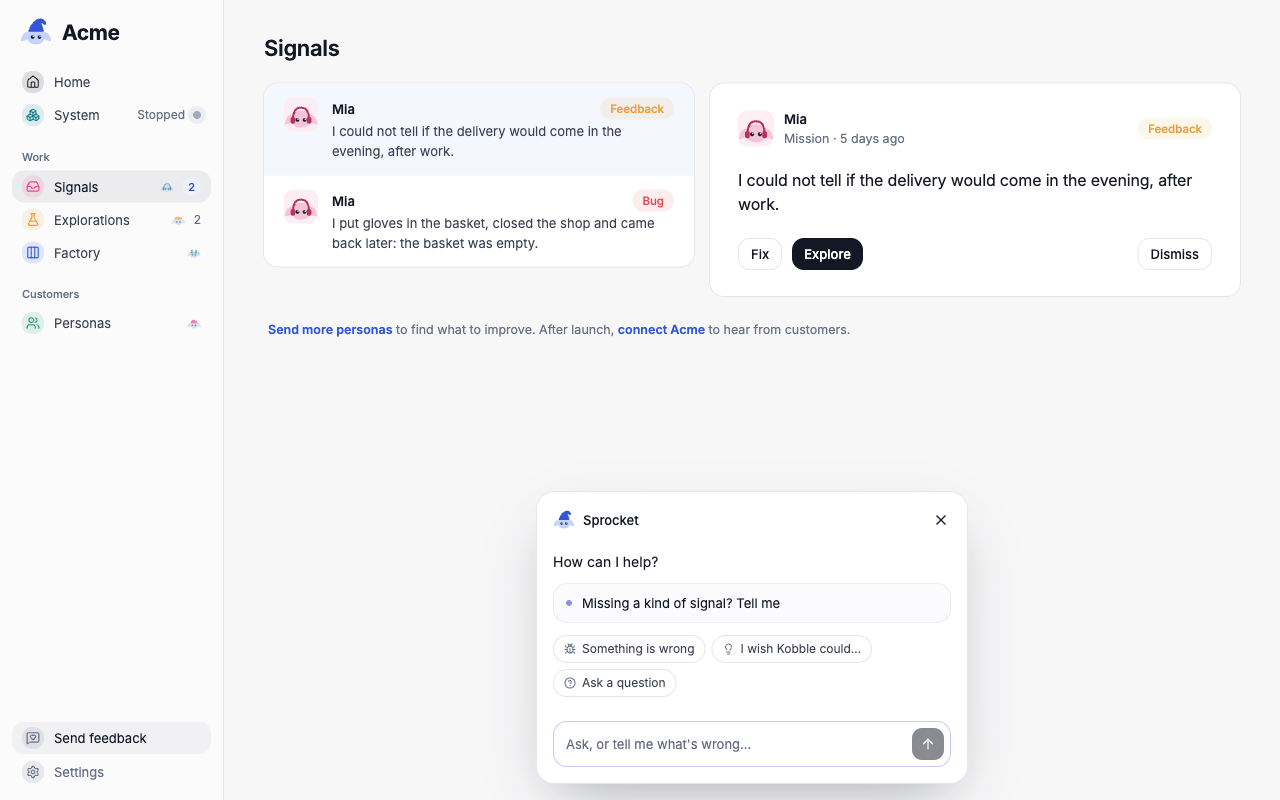 Acme
Home
System
Stopped
Work
Signals
2
Explorations
2
Factory
Customers
Personas
Send feedback
Settings
Signals
Mia
Feedback
I could not tell if the delivery would come in the
evening, after work.
Mia
Bug
I put gloves in the basket, closed the shop and came
back later: the basket was empty.
Mia
Mission · 5 days ago
Feedback
I could not tell if the delivery would come in the evening, after
work.
Fix
Explore
Dismiss
Send more personas to find what to improve. After launch, connect Acme to hear from customers.
Sprocket
How can I help?
Missing a kind of signal? Tell me
Something is wrong
I wish Kobble could...
Ask a question
Ask, or tell me what's wrong...